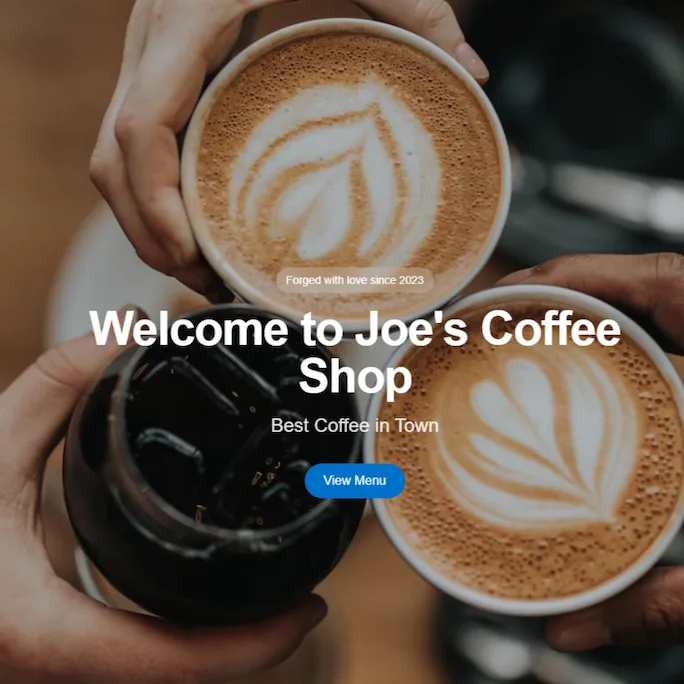 Forged with love since 2023
Welcome to Joe's Coffee
Shop
Best Coffee in Town
View Menu